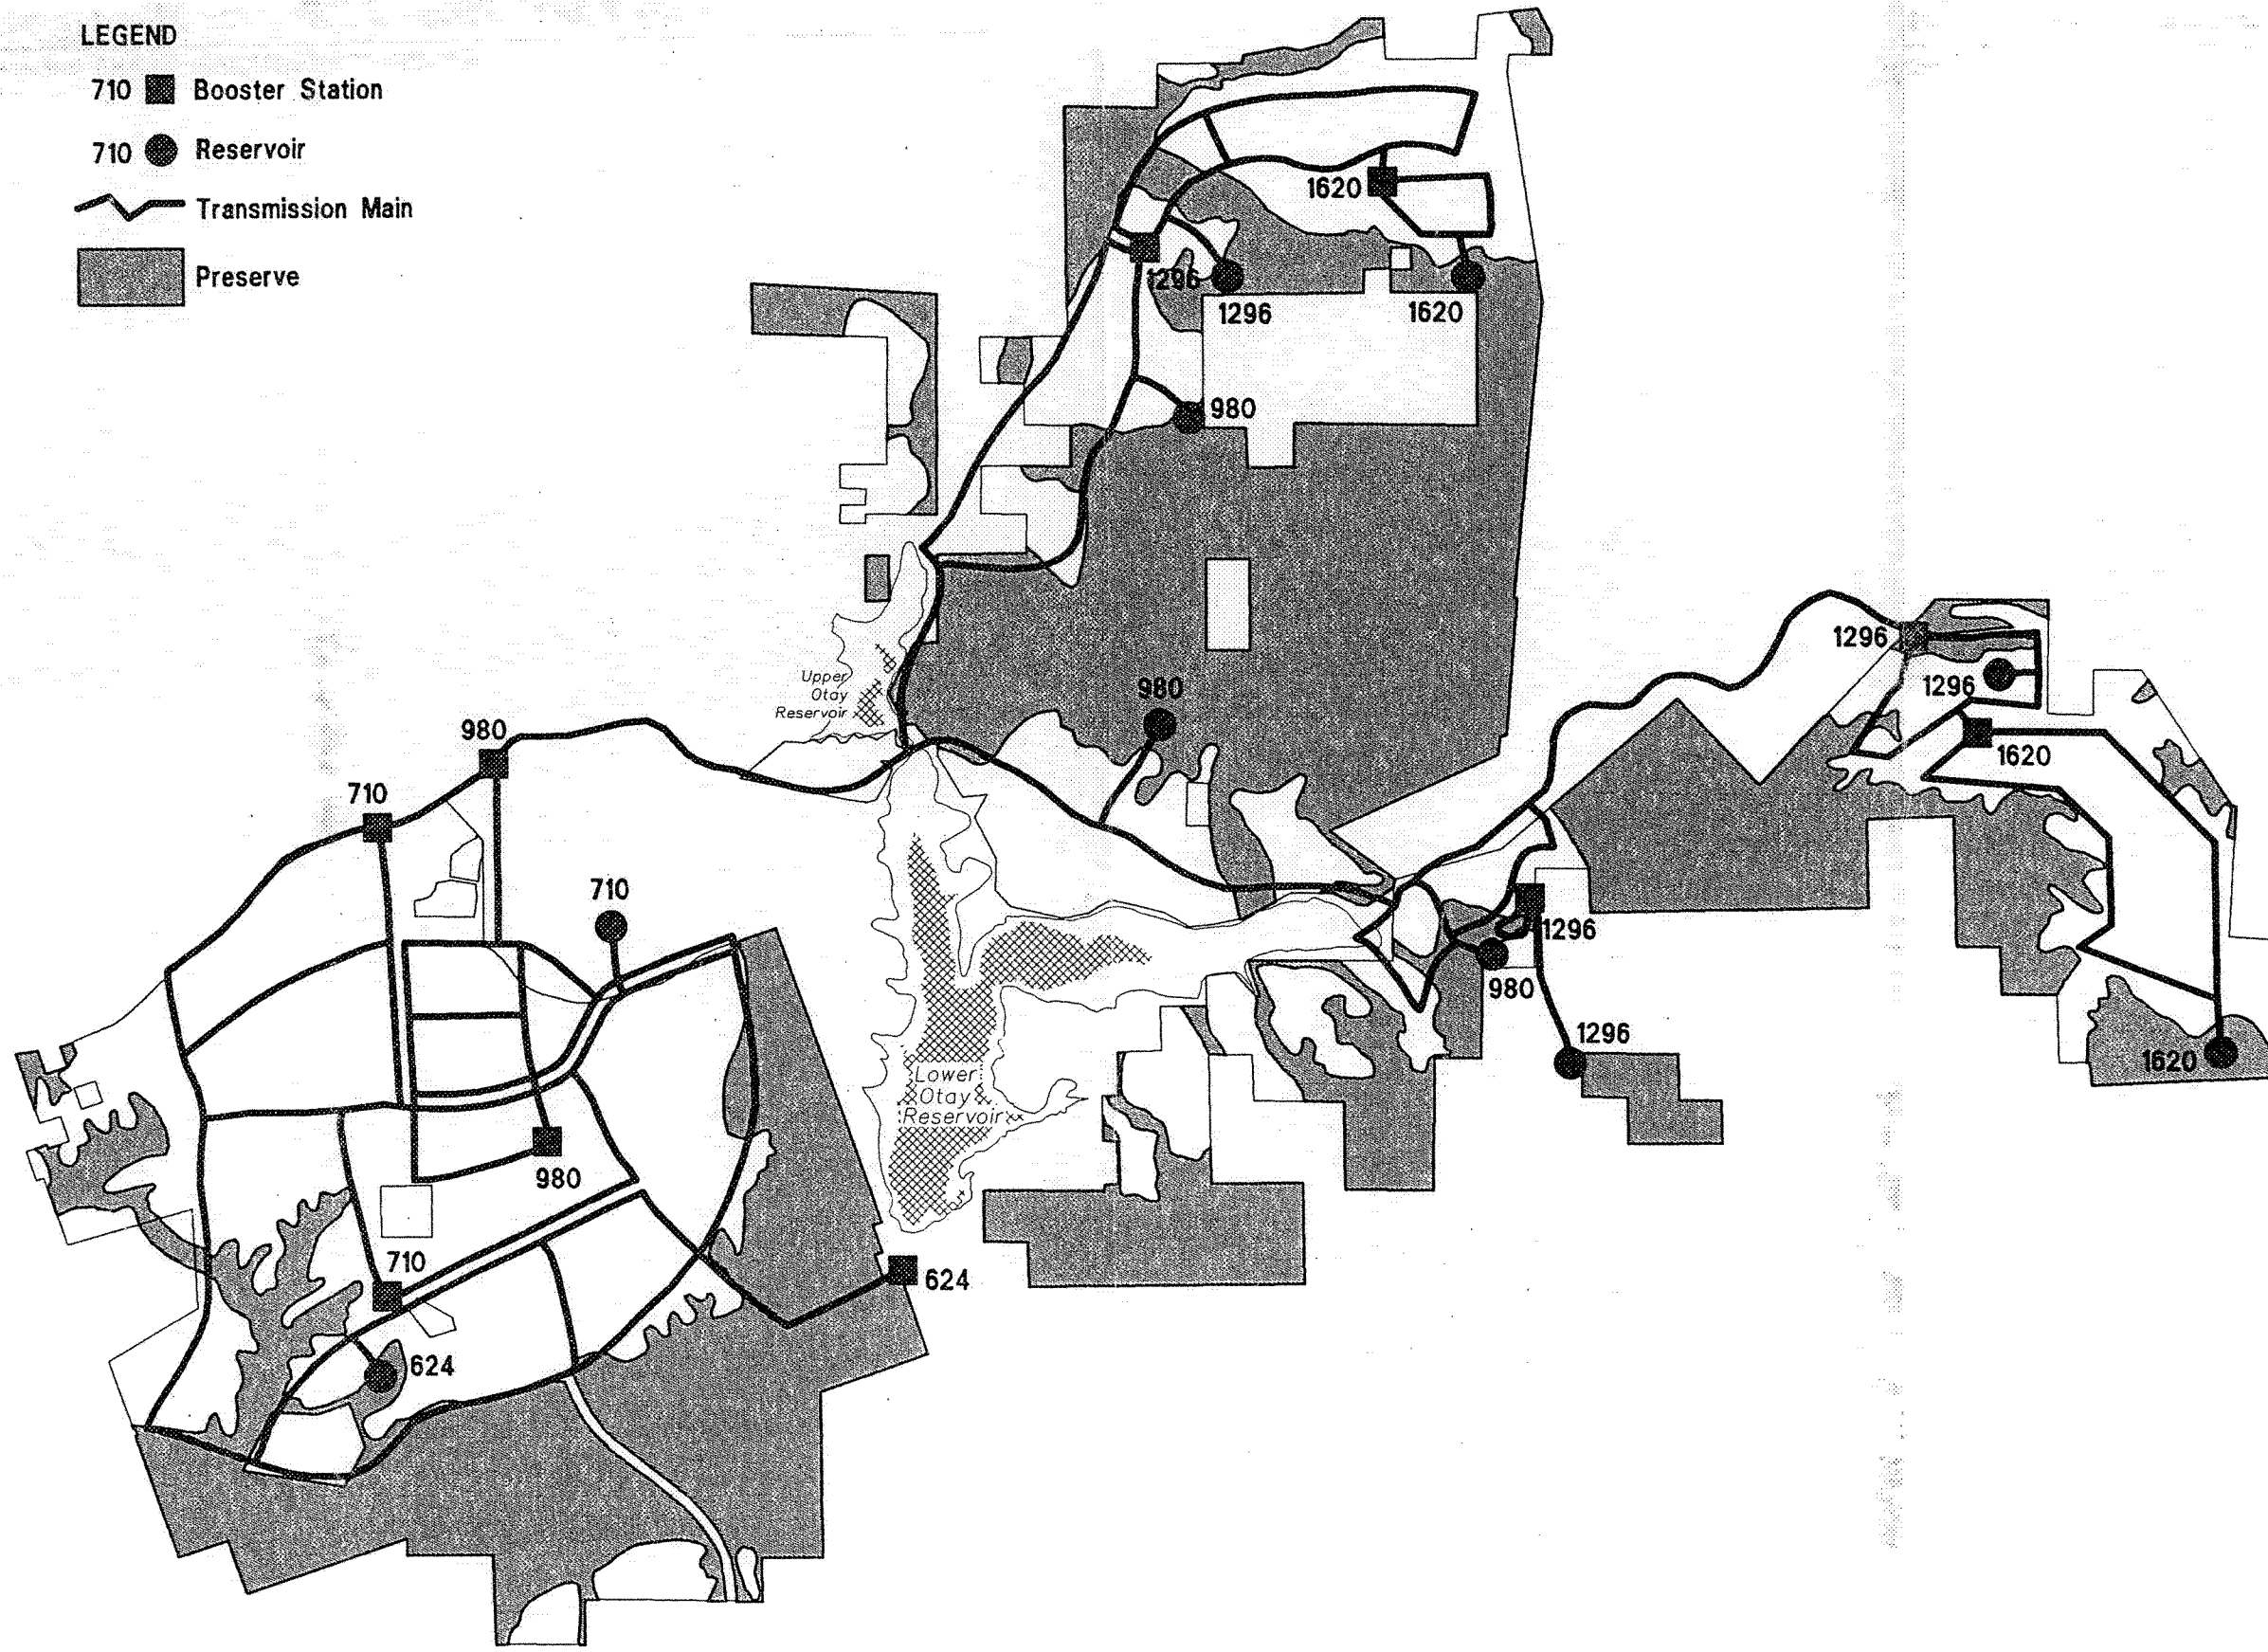 LEGEND
710 Booster Station
710 Reservoir
Transmission Main
Preserve
1620
1296
1296
1620
980
1296
1296
980
Upper
Otay
Reservoir
980
1620
710
710
1296
980
1296
1620
Lower
Otay
Reservoir
980
710
624
624